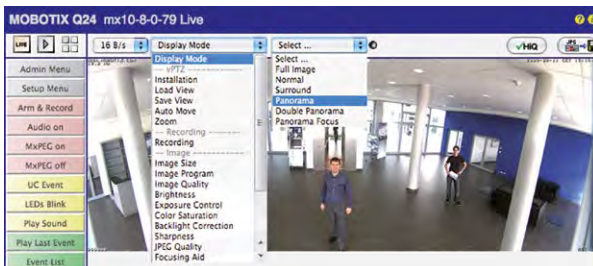 MOBOTIX Q24 mx10-8-0-79 Live
LIVE
16 B/s
Display Mode
Select ...
HiQ
JPG
Admin Menu
Setup Menu
Arm & Record
Audio on
MxPEG on
MxPEG off
UC Event
LEDs Blink
Play Sound
Play Last Event
Event List
Display Mode
--- vPTZ ---
Installation
Load View
Save View
Auto Move
Zoom
--- Recording ---
Recording
--- Image ---
Image Size
Image Program
Image Quality
Brightness
Exposure Control
Color Saturation
Backlight Correction
Sharpness
JPEG Quality
Focusing Aid
Select ...
Full Image
Normal
Surround
Panorama
Double Panorama
Panorama Focus